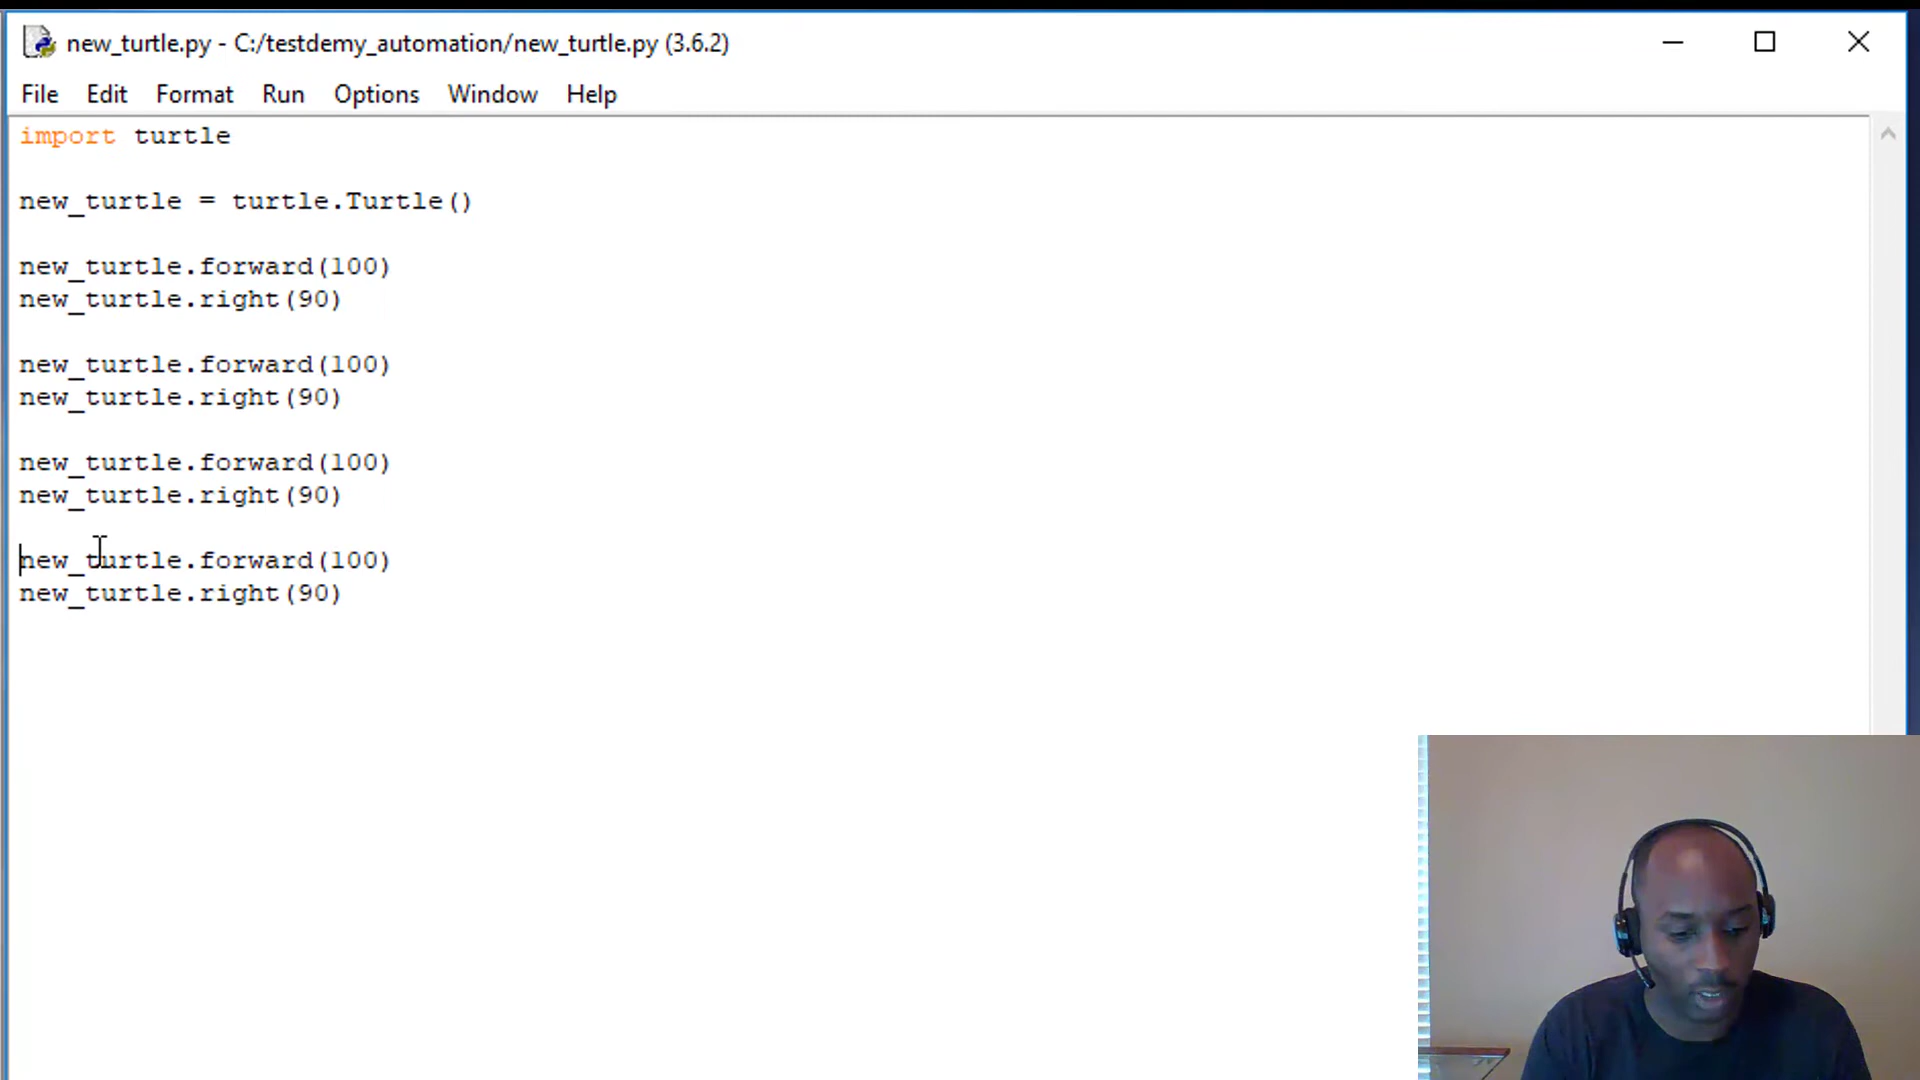 new_turtle.py - C:/testdemy_automation/new_turtle.py (3.6.2)
File Edit Format Run Options Window Help
import turtle
new_turtle = turtle.Turtle()
new_turtle.forward(100)
new_turtle.right(90)
new_turtle.forward(100)
new_turtle.right(90)
new_turtle.forward(100)
new_turtle.right(90)
new_turtle.forward(100)
new_turtle.right(90)